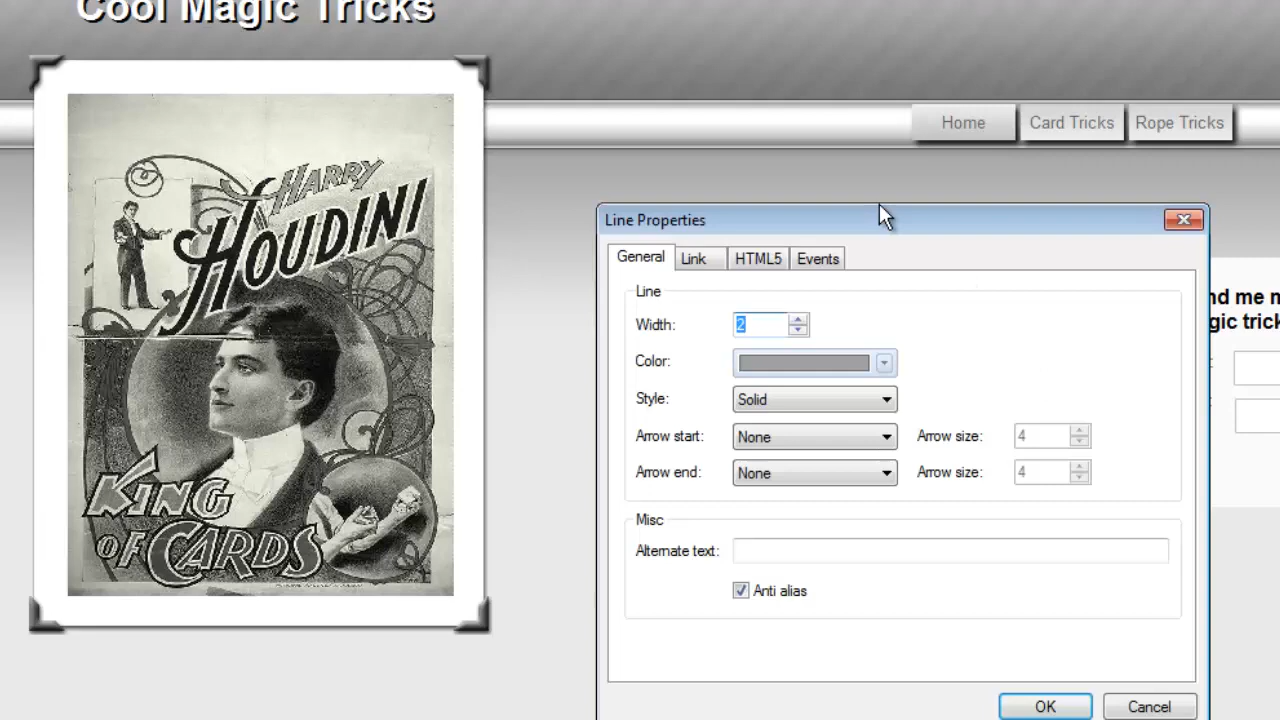 Cool Magic Tricks
Home
Card Tricks
Rope Tricks
HARRY
HOUDINI
KING
OF CARDS
Line Properties
General
Link
HTML5
Events
Line
Width:
2
Color:
Style:
Solid
Arrow start:
None
Arrow size:
4
Arrow end:
None
Arrow size:
4
Misc
Alternate text:
Anti alias
OK
Cancel
nd me m
gic trick